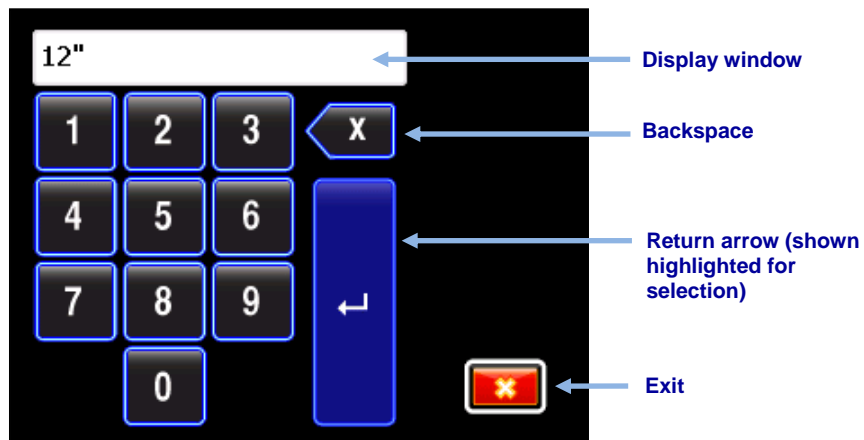 12"
Display window
1 2 3 X
Backspace
4 5 6
Return arrow (shown
highlighted for
selection)
7 8 9
0
Exit